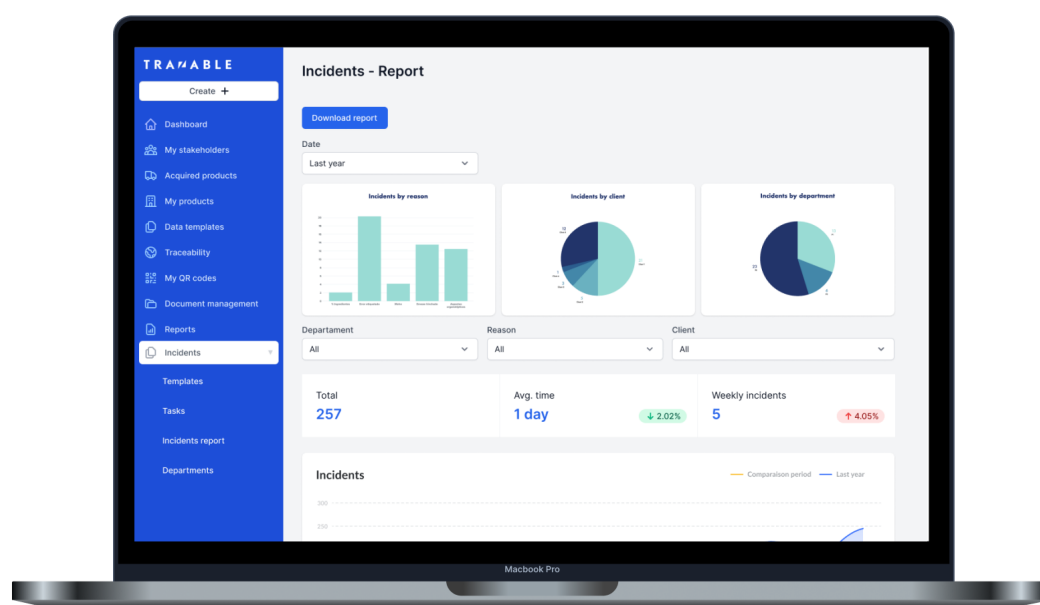 TRAZABLE
Create +
Dashboard
My stakeholders
Acquired products
My products
Data templates
Traceability
My QR codes
Document management
Reports
Incidents
Templates
Tasks
Incidents report
Departments
Incidents - Report
Download report
Date
Last year
Incidents by reason
Incidents by client
Incidents by department
Departament
Reason
Client
All
All
All
Total
257
Avg. time
1 day
↓ 2.02%
Weekly incidents
5
↑ 4.05%
Incidents
Comparaison period
Last year
300
250
Macbook Pro